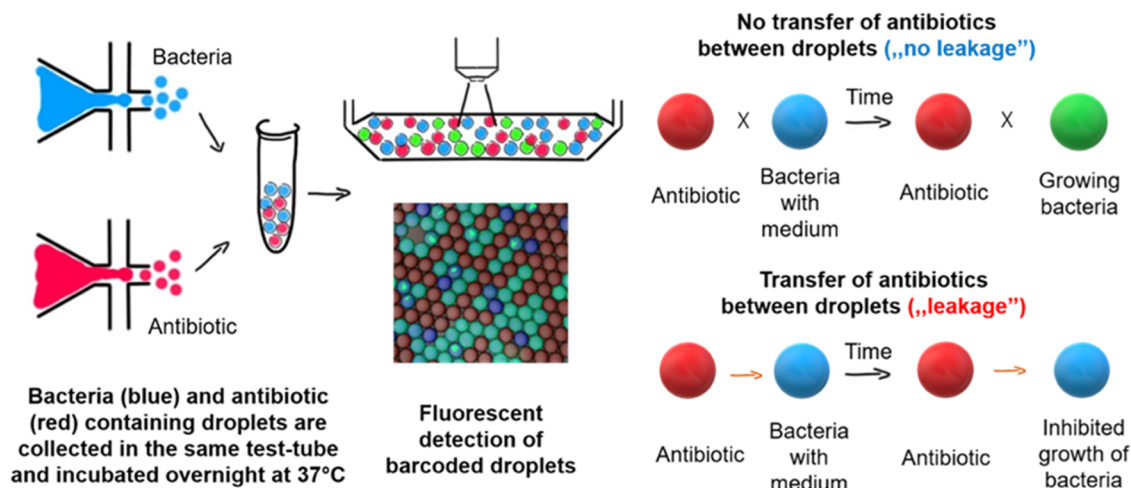 Bacteria
Antibiotic
Bacteria (blue) and antibiotic
(red) containing droplets are
collected in the same test-tube
and incubated overnight at 37°C
Fluorescent
detection of
barcoded droplets
No transfer of antibiotics
between droplets („no leakage”)
Time
X
X
Antibiotic
Bacteria
with
medium
Antibiotic
Growing
bacteria
Transfer of antibiotics
between droplets („leakage”)
Time
Antibiotic
Bacteria
with
medium
Antibiotic
Inhibited
growth of
bacteria